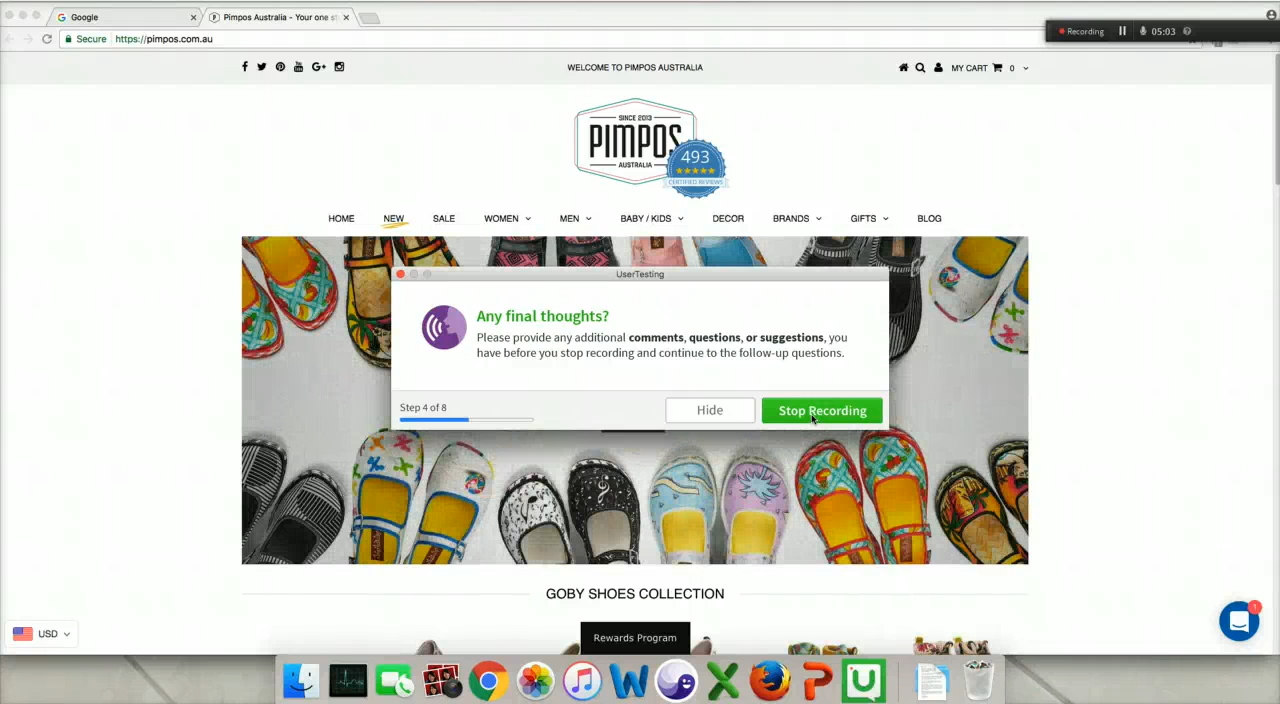 Google
Pimpos Australia - Your one st
Recording
05:03
Secure https://pimpos.com.au
WELCOME TO PIMPOS AUSTRALIA
MY CART 0
SINCE 2013
PIMPOS
AUSTRALIA
493
CERTIFIED REVIEWS
HOME NEW SALE WOMEN MEN BABY / KIDS DECOR BRANDS GIFTS BLOG
UserTesting
Any final thoughts?
Please provide any additional comments, questions, or suggestions, you
have before you stop recording and continue to the follow-up questions.
Step 4 of 8
Hide
Stop Recording
GOBY SHOES COLLECTION
USD
Rewards Program
1